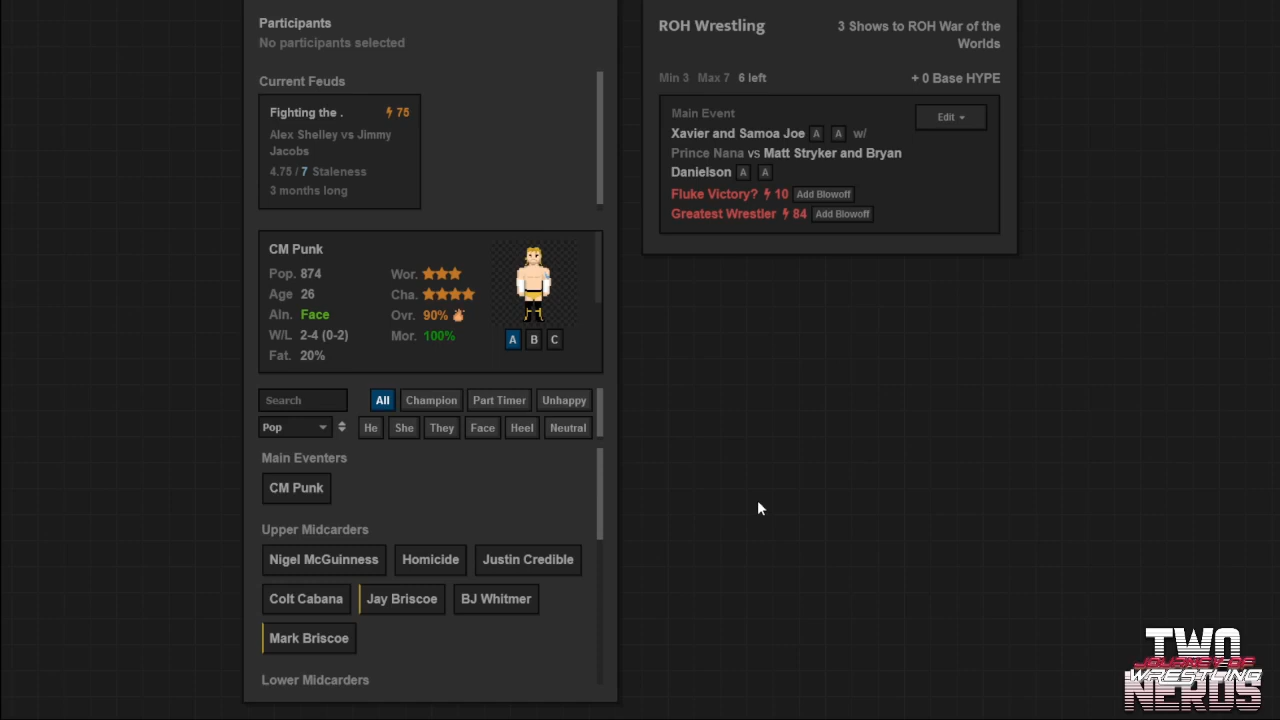 Participants
No participants selected
Current Feuds
Fighting the . 75
Alex Shelley vs Jimmy
Jacobs
4.75 / 7 Staleness
3 months long
CM Punk
Pop. 874 Wor.
Age 26 Cha.
Aln. Face Ovr. 90%
W/L 2-4 (0-2) Mor. 100%
A B C
Fat. 20%
Search All Champion Part Timer Unhappy
Pop He She They Face Heel Neutral
Main Eventers
CM Punk
Upper Midcarders
Nigel McGuinness Homicide Justin Credible
Colt Cabana Jay Briscoe BJ Whitmer
Mark Briscoe
Lower Midcarders
ROH Wrestling 3 Shows to ROH War of the
Worlds
Min 3 Max 7 6 left + 0 Base HYPE
Main Event Edit
Xavier and Samoa Joe A A w/
Prince Nana vs Matt Stryker and Bryan
Danielson A A
Fluke Victory? 10 Add Blowoff
Greatest Wrestler 84 Add Blowoff
TWO
JOURNEY OF
WRESTLING
NERDS